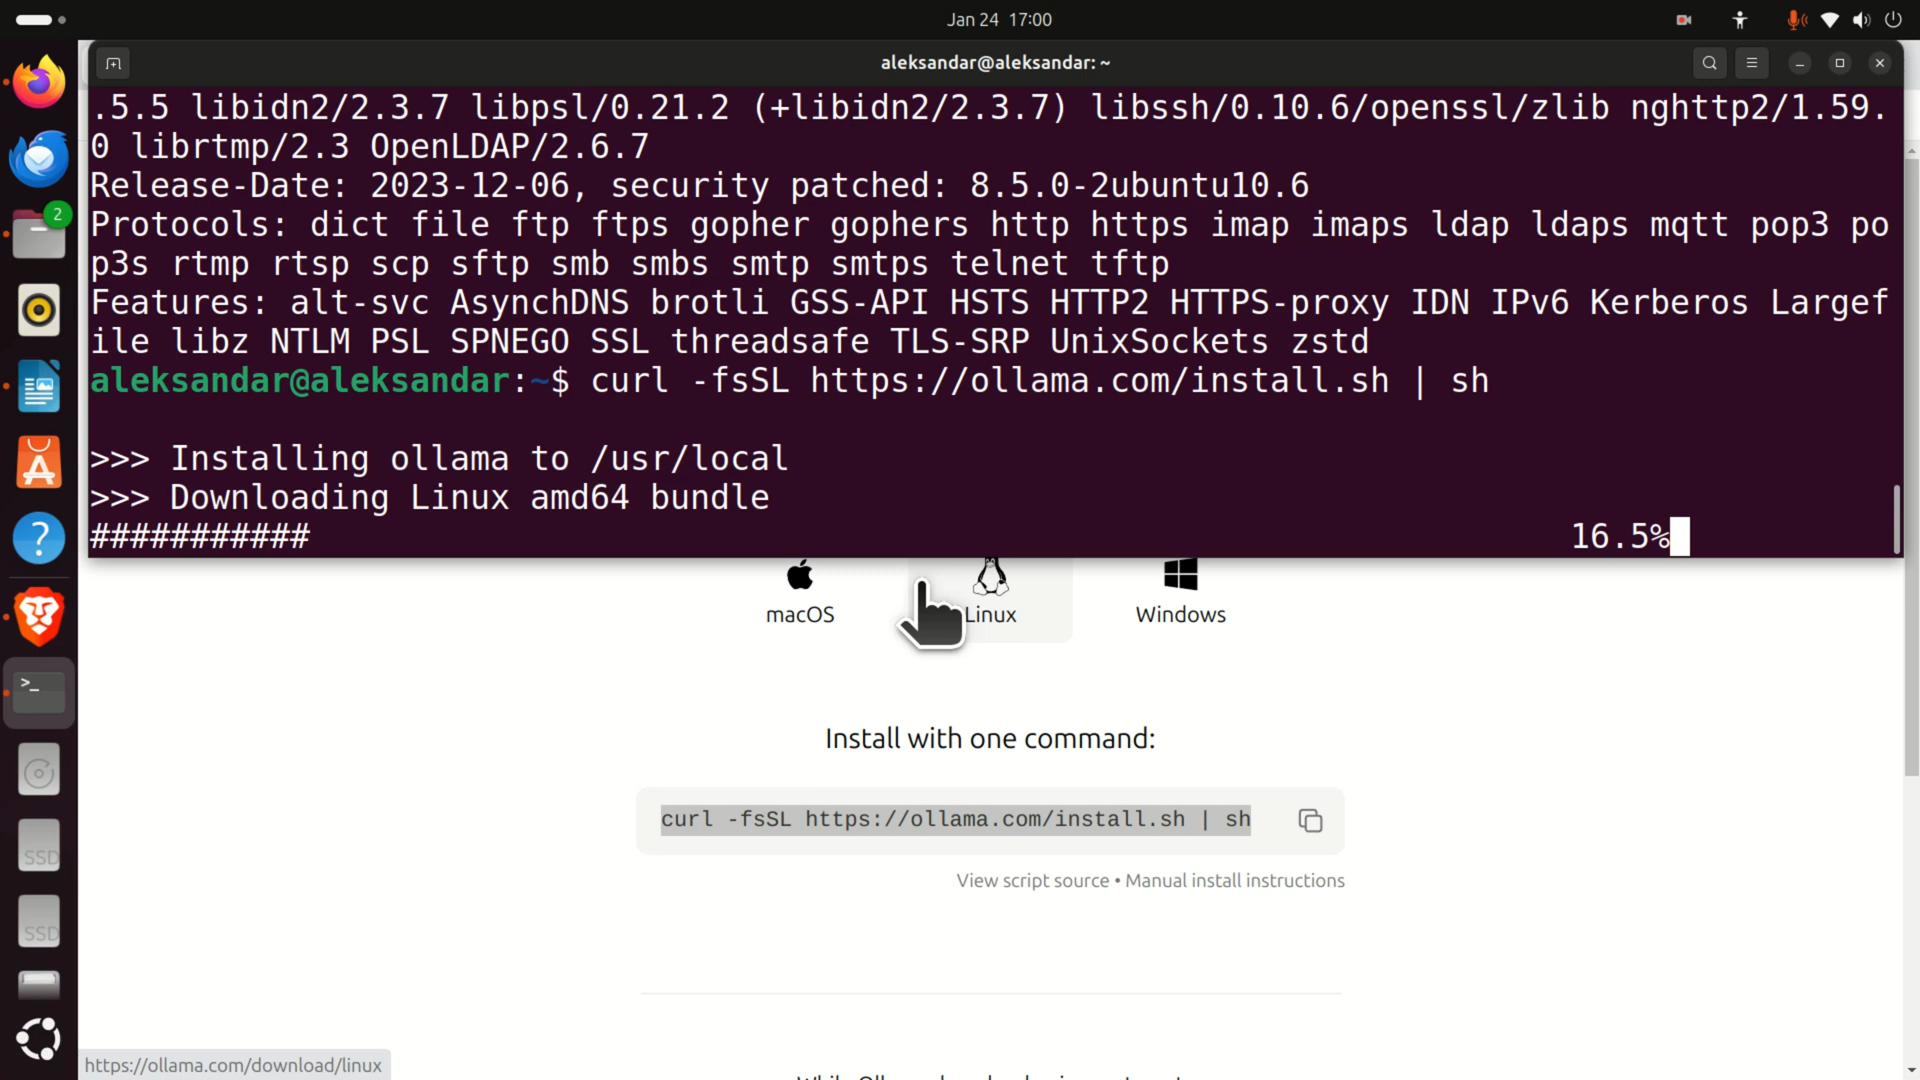 Jan 24 17:00
aleksandar@aleksandar: ~
2
.5.5 libidn2/2.3.7 libpsl/0.21.2 (+libidn2/2.3.7) libssh/0.10.6/openssl/zlib nghttp2/1.59.
0 librtmp/2.3 OpenLDAP/2.6.7
Release-Date: 2023-12-06, security patched: 8.5.0-2ubuntu10.6
Protocols: dict file ftp ftps gopher gophers http https imap imaps ldap ldaps mqtt pop3 po
p3s rtmp rtsp scp sftp smb smbs smtp smtps telnet tftp
Features: alt-svc AsynchDNS brotli GSS-API HSTS HTTP2 HTTPS-proxy IDN IPv6 Kerberos Largef
ile libz NTLM PSL SPNEGO SSL threadsafe TLS-SRP UnixSockets zstd
aleksandar@aleksandar:~$ curl -fsSL https://ollama.com/install.sh | sh
>>> Installing ollama to /usr/local
>>> Downloading Linux amd64 bundle
########### 16.5%
macOS
Linux
Windows
Install with one command:
curl -fsSL https://ollama.com/install.sh | sh
View script source • Manual install instructions
SSD
SSD
https://ollama.com/download/linux